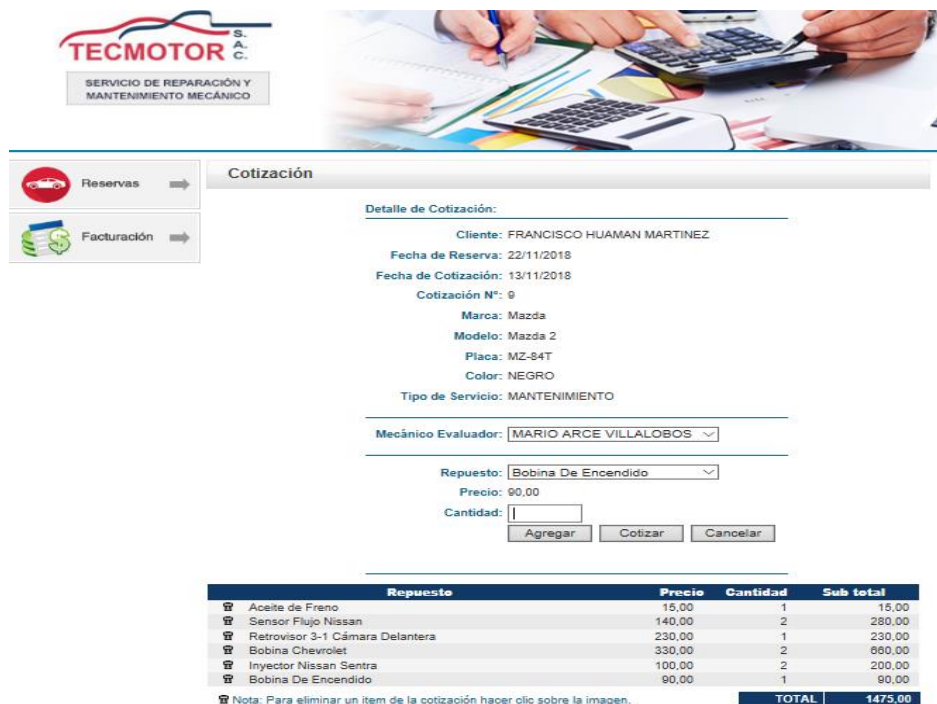 TECMOTOR S.A.C.
SERVICIO DE REPARACIÓN Y
MANTENIMIENTO MECÁNICO
Reservas
Facturación
Cotización
Detalle de Cotización:
Cliente: FRANCISCO HUAMAN MARTINEZ
Fecha de Reserva: 22/11/2018
Fecha de Cotización: 13/11/2018
Cotización Nº: 9
Marca: Mazda
Modelo: Mazda 2
Placa: MZ-84T
Color: NEGRO
Tipo de Servicio: MANTENIMIENTO
Mecánico Evaluador: MARIO ARCE VILLALOBOS
Repuesto: Bobina De Encendido
Precio: 90,00
Cantidad:
Agregar Cotizar Cancelar
Repuesto Precio Cantidad Sub total
Aceite de Freno 15,00 1 15,00
Sensor Flujo Nissan 140,00 2 280,00
Retrovisor 3-1 Cámara Delantera 230,00 1 230,00
Bobina Chevrolet 330,00 2 660,00
Inyector Nissan Sentra 100,00 2 200,00
Bobina De Encendido 90,00 1 90,00
Nota: Para eliminar un item de la cotización hacer clic sobre la imagen. TOTAL 1475,00